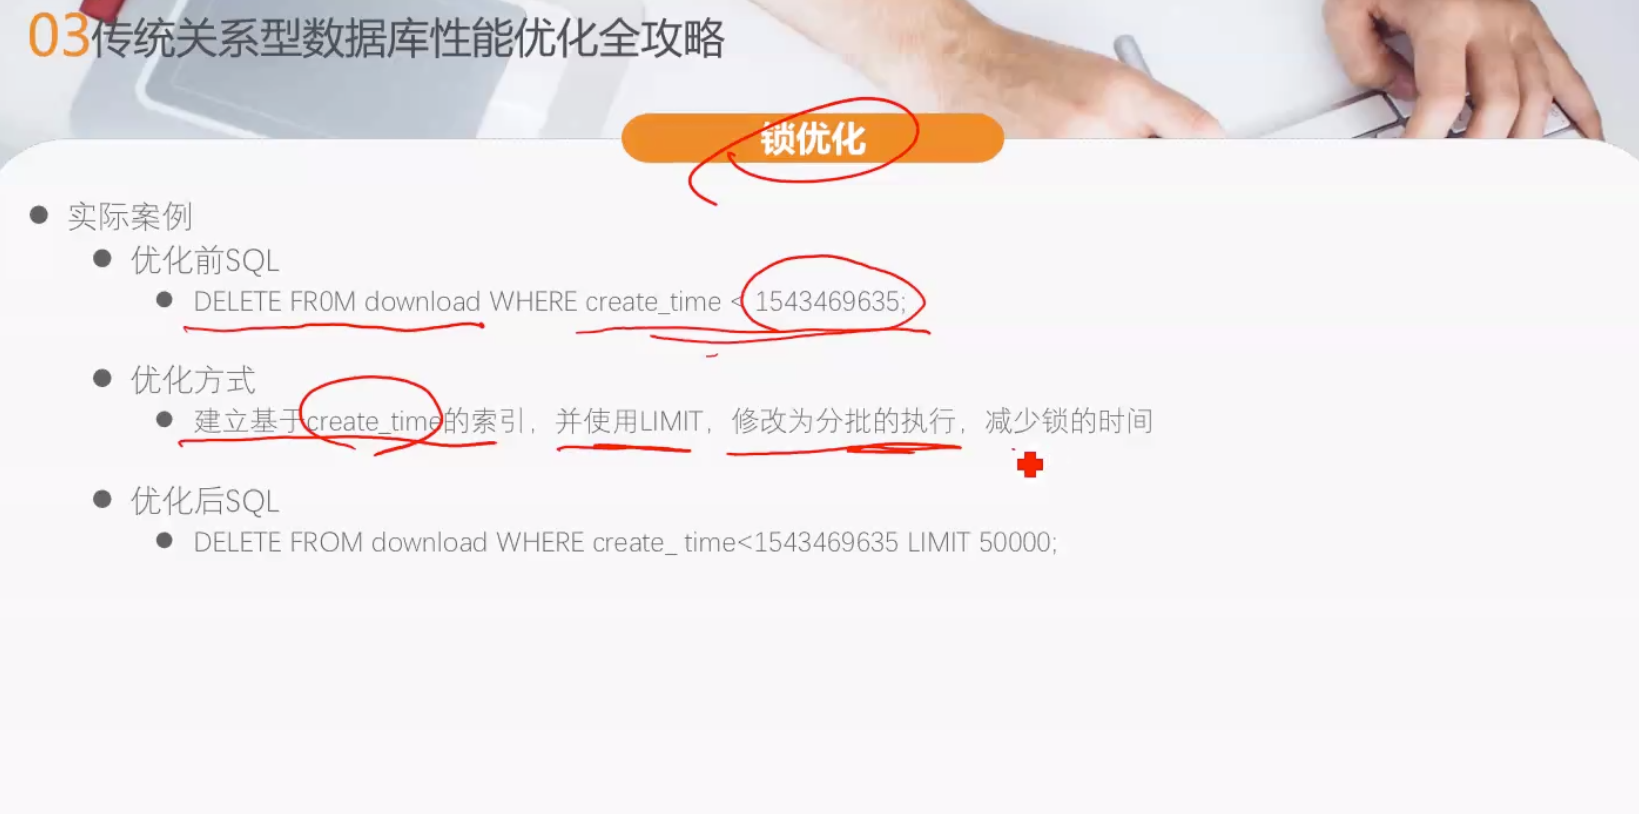 03传统关系型数据库性能优化全攻略
锁优化
实际案例
优化前SQL
DELETE FR0M download WHERE create_time < 1543469635;
优化方式
建立基于create_time的索引，并使用LIMIT，修改为分批的执行，减少锁的时间
优化后SQL
DELETE FROM download WHERE create_ time<1543469635 LIMIT 50000;